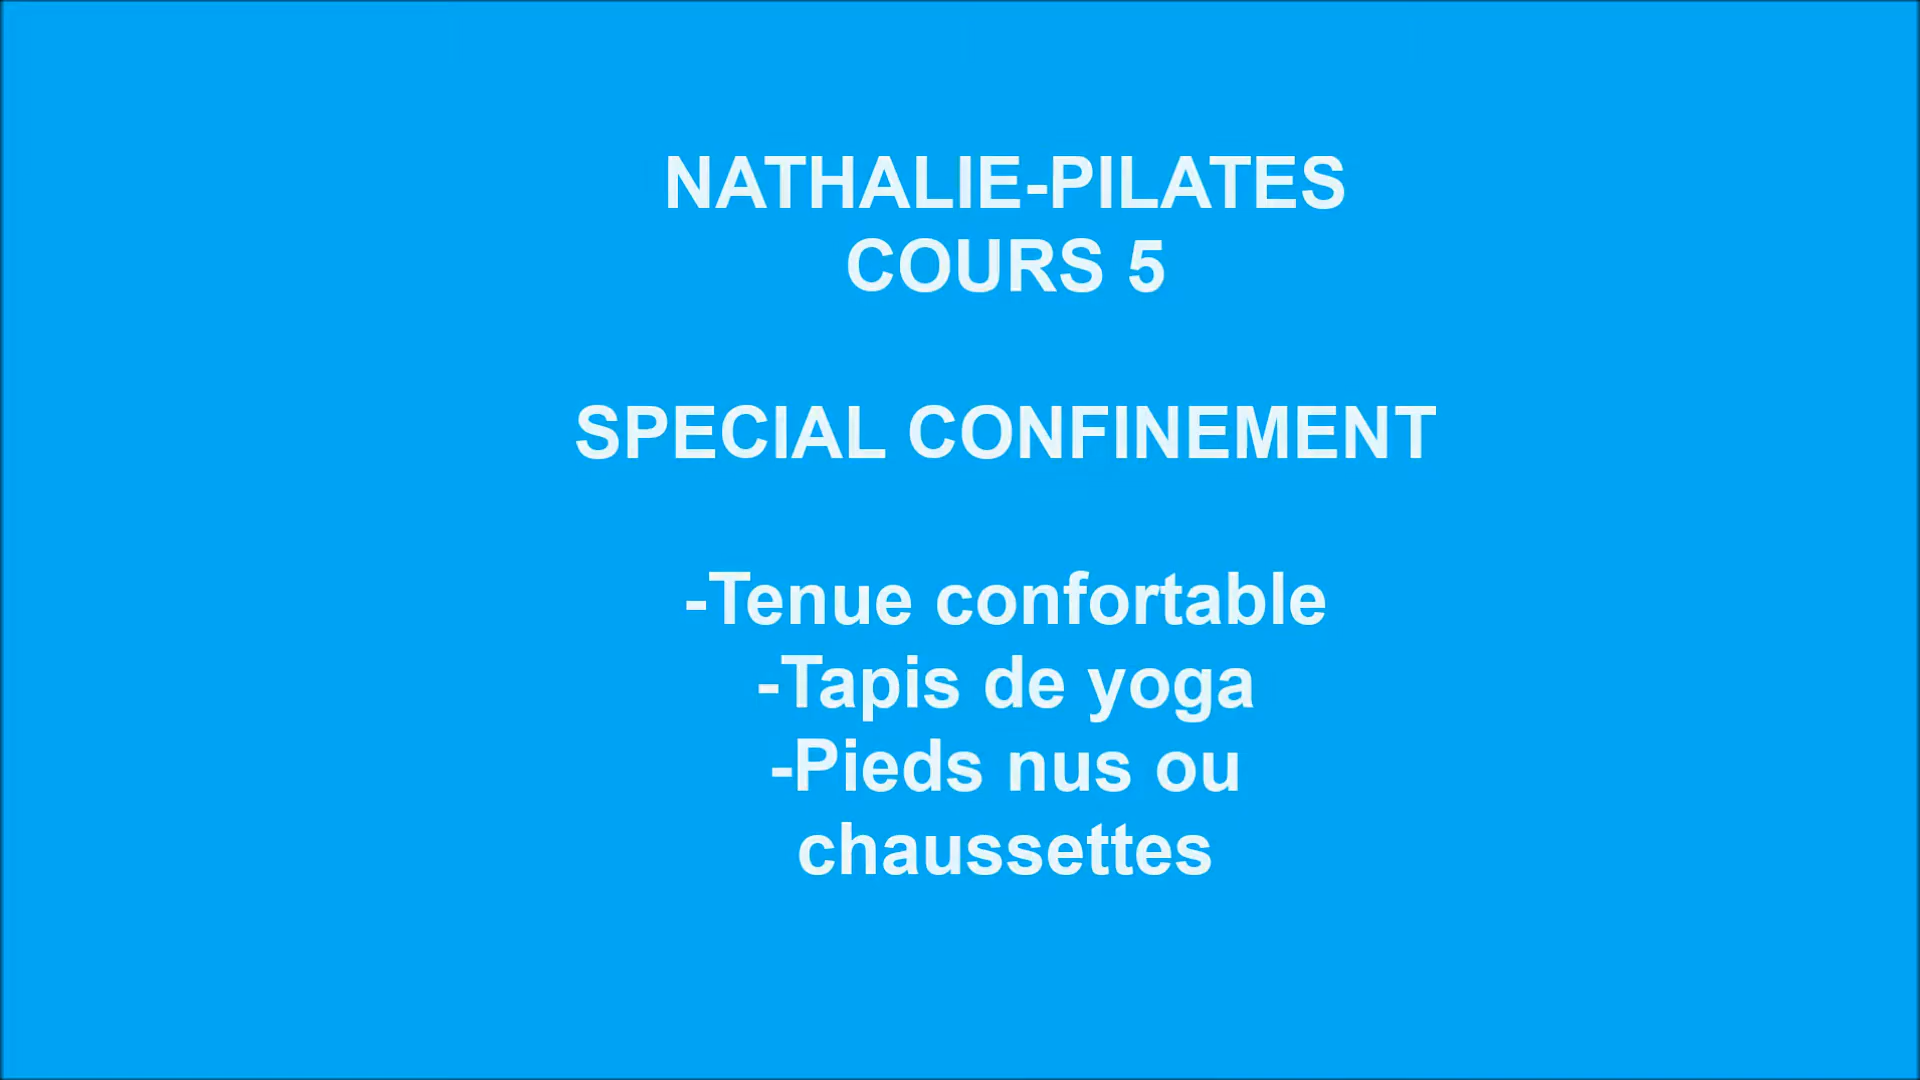 NATHALIE-PILATES
COURS 5
SPECIAL CONFINEMENT
-Tenue confortable
-Tapis de yoga
-Pieds nus ou
chaussettes